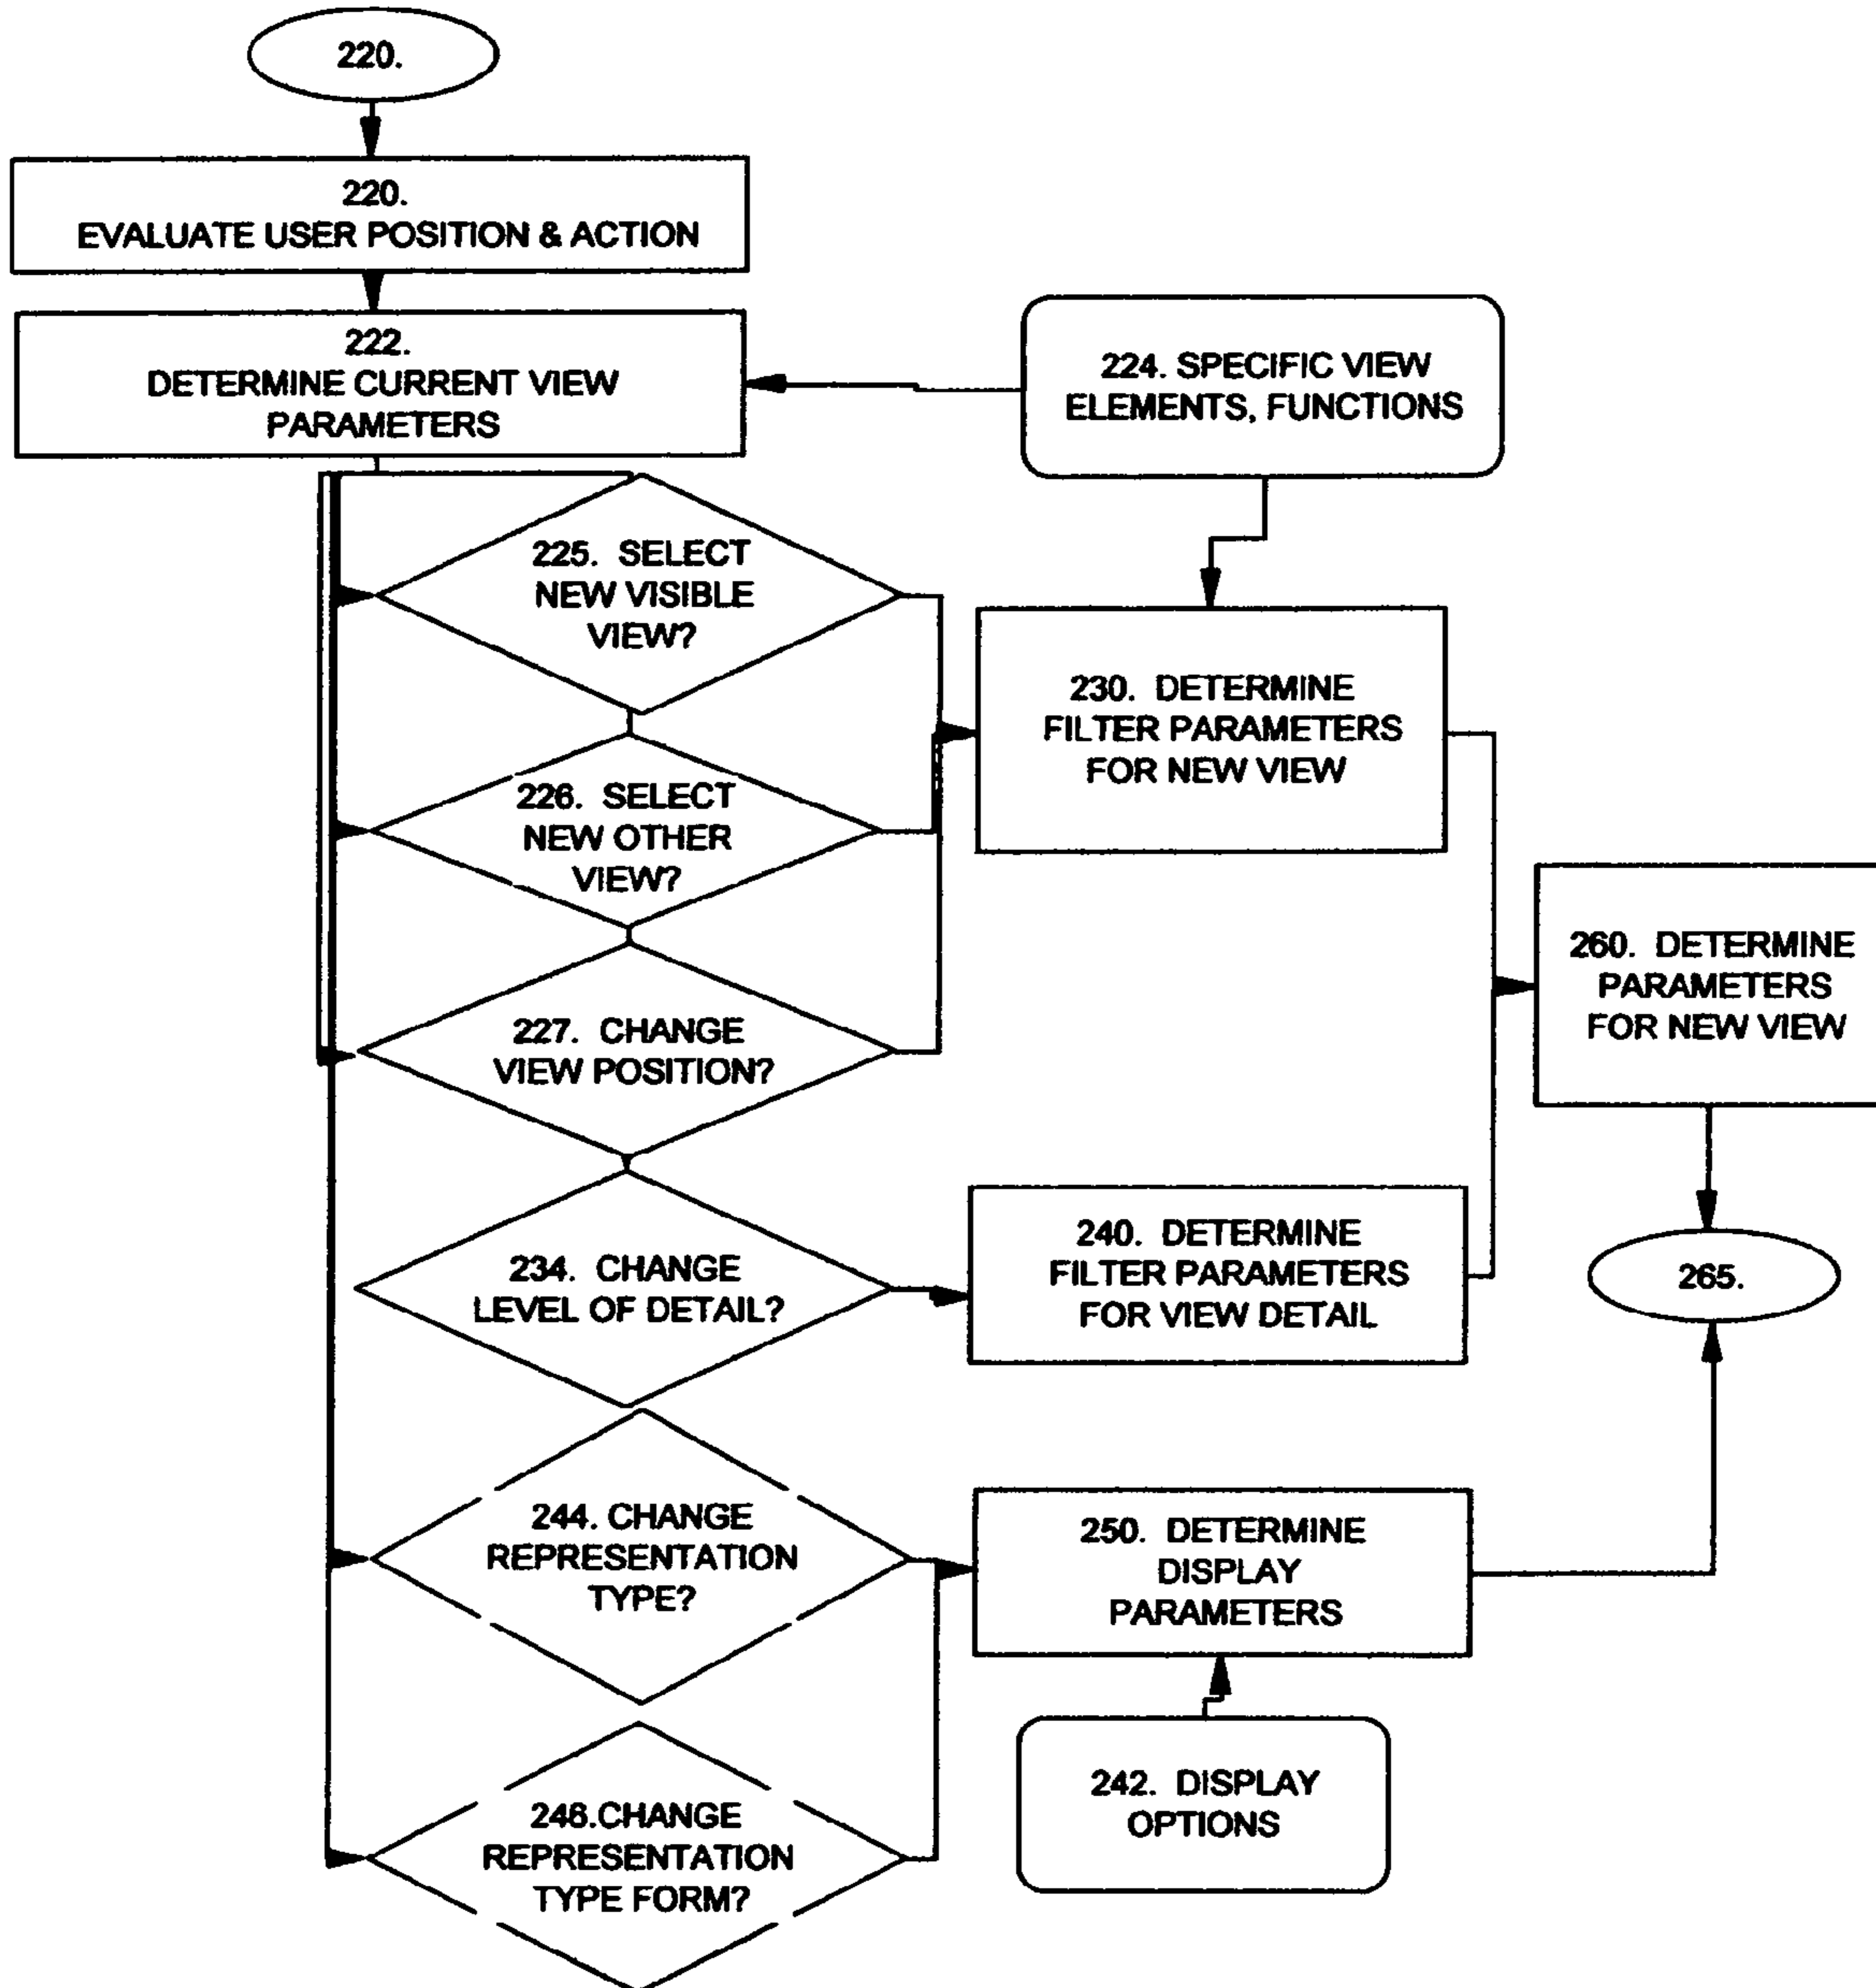 220.
220.
EVALUATE USER POSITION & ACTION
222.
DETERMINE CURRENT VIEW
PARAMETERS
224. SPECIFIC VIEW
ELEMENTS, FUNCTIONS
225. SELECT
NEW VISIBLE
VIEW?
230. DETERMINE
FILTER PARAMETERS
FOR NEW VIEW
226. SELECT
NEW OTHER
VIEW?
260. DETERMINE
PARAMETERS
FOR NEW VIEW
227. CHANGE
VIEW POSITION?
234. CHANGE
LEVEL OF DETAIL?
240. DETERMINE
FILTER PARAMETERS
FOR VIEW DETAIL
265.
244. CHANGE
REPRESENTATION
TYPE?
250. DETERMINE
DISPLAY
PARAMETERS
246.CHANGE
REPRESENTATION
TYPE FORM?
242. DISPLAY
OPTIONS